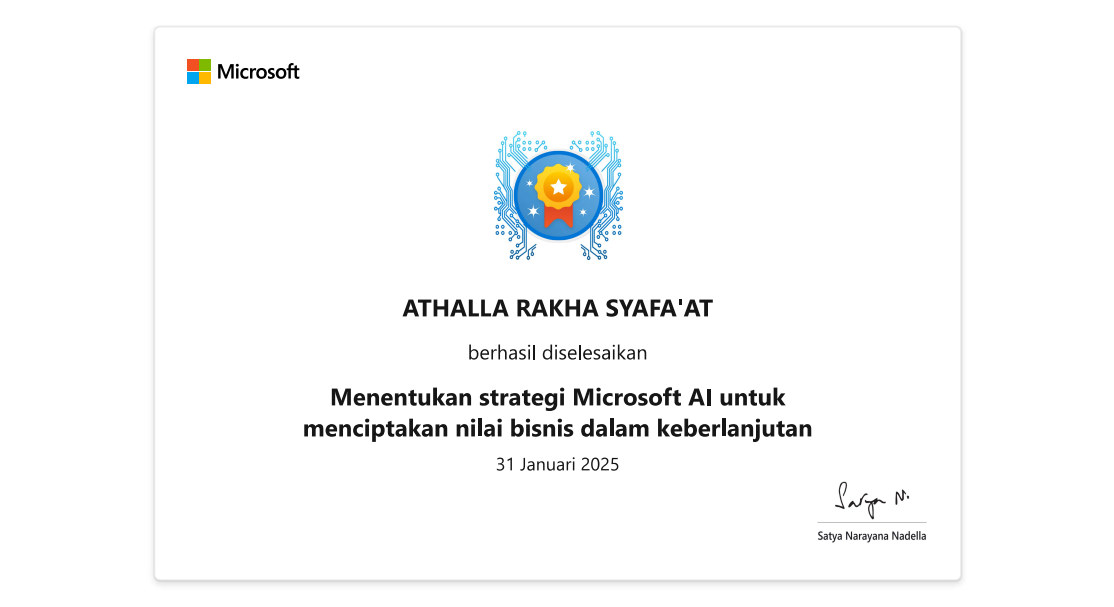 Microsoft
ATHALLA RAKHA SYAFA'AT
berhasil diselesaikan
Menentukan strategi Microsoft AI untuk
menciptakan nilai bisnis dalam keberlanjutan
31 Januari 2025
Satya N.
Satya Narayana Nadella